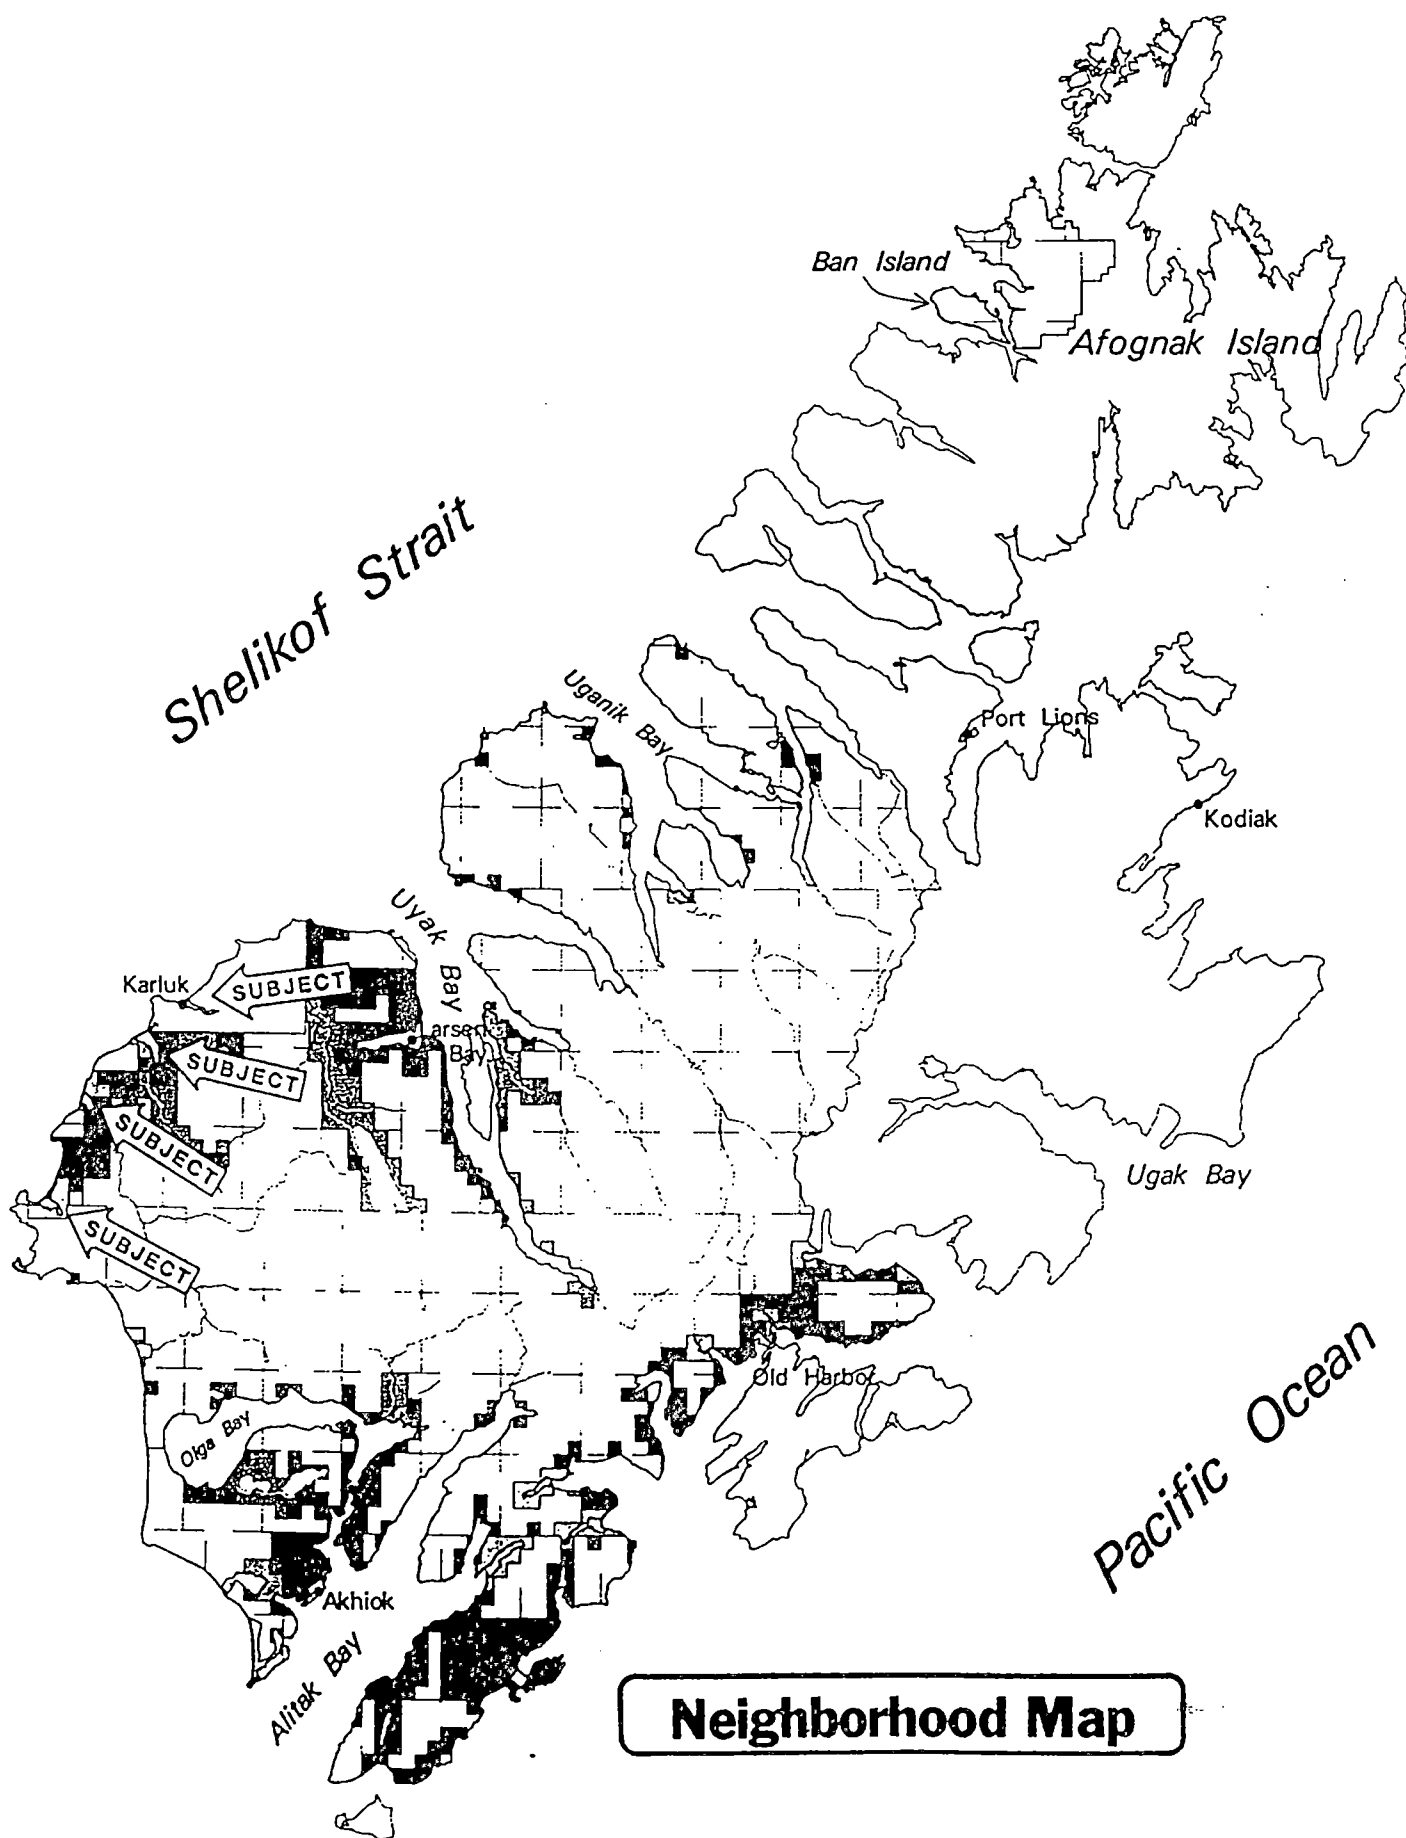 Ban Island
Afognak Island
Shelikof Strait
Uganik Bay
Port Lions
Kodiak
Uyak Bay
Karluk
SUBJECT
arsen
Bay
SUBJECT
SUBJECT
Ugak Bay
SUBJECT
Old Harbor
Olga Bay
Pacific Ocean
Akhiok
Alitak Bay
Neighborhood Map